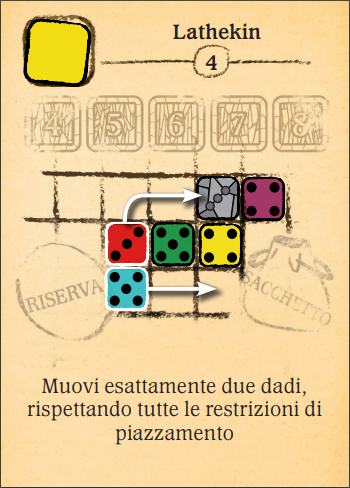 Lathekin
4
4 5 6 7 8
RISERVA
SACCHETTO
Muovi esattamente due dadi,
rispettando tutte le restrizioni di
piazzamento